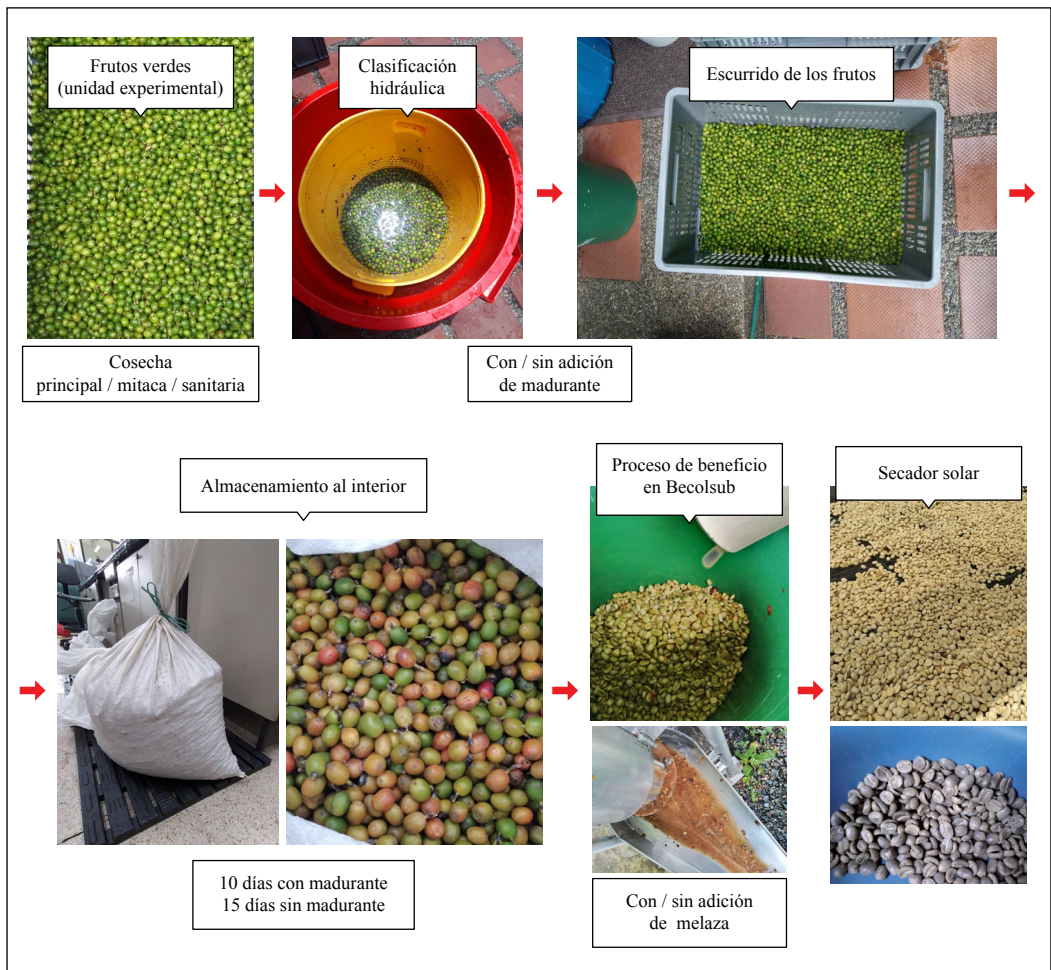 Frutos verdes
(unidad experimental)
Clasificación
hidráulica
Escurrido de los frutos
Cosecha
principal / mitaca / sanitaria
Con / sin adición
de madurante
Almacenamiento al interior
Proceso de beneficio
en Becolsub
Secador solar
10 días con madurante
15 días sin madurante
Con / sin adición
de melaza